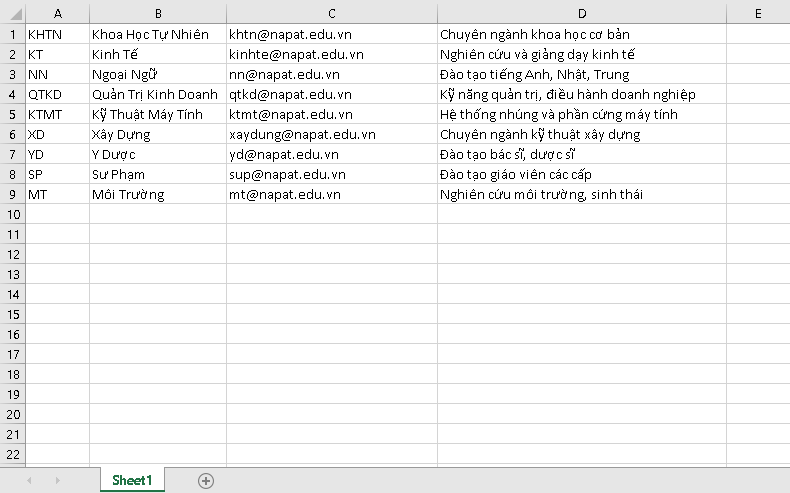 A B C D E
1 KHTN Khoa Học Tự Nhiên khtn@napat.edu.vn Chuyên ngành khoa học cơ bản
2 KT Kinh Tế kinhte@napat.edu.vn Nghiên cứu và giảng dạy kinh tế
3 NN Ngoại Ngữ nn@napat.edu.vn Đào tạo tiếng Anh, Nhật, Trung
4 QTKD Quản Trị Kinh Doanh qtkd@napat.edu.vn Kỹ năng quản trị, điều hành doanh nghiệp
5 KTMT Kỹ Thuật Máy Tính ktmt@napat.edu.vn Hệ thống nhúng và phần cứng máy tính
6 XD Xây Dựng xaydung@napat.edu.vn Chuyên ngành kỹ thuật xây dựng
7 YD Y Dược yd@napat.edu.vn Đào tạo bác sĩ, dược sĩ
8 SP Sư Phạm sup@napat.edu.vn Đào tạo giáo viên các cấp
9 MT Môi Trường mt@napat.edu.vn Nghiên cứu môi trường, sinh thái
10
11
12
13
14
15
16
17
18
19
20
21
22
Sheet1